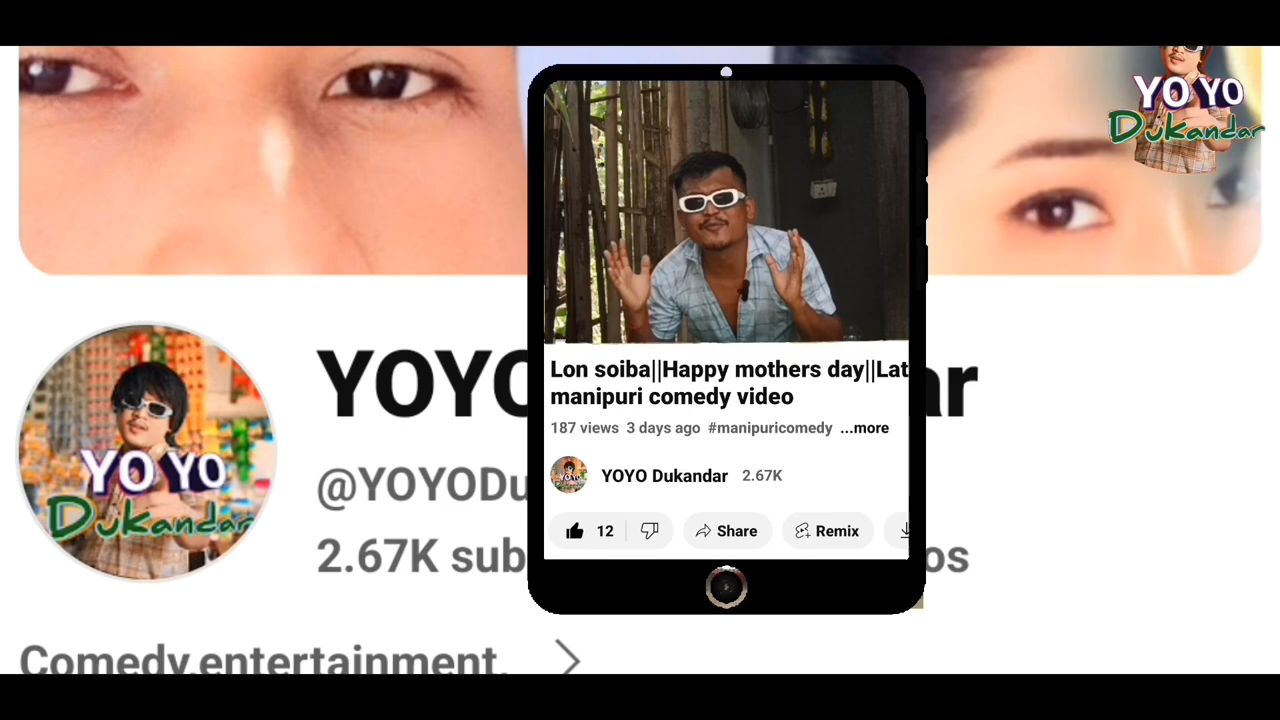 YO YO
Dukandar
YOYO
ar
@YOYODu
2.67K sub
os
Comedy,entertainment.
YO YO
Dukandar
Lon soiba||Happy mothers day||Lat
manipuri comedy video
187 views 3 days ago #manipuricomedy ...more
YOYO Dukandar 2.67K
12 Share Remix